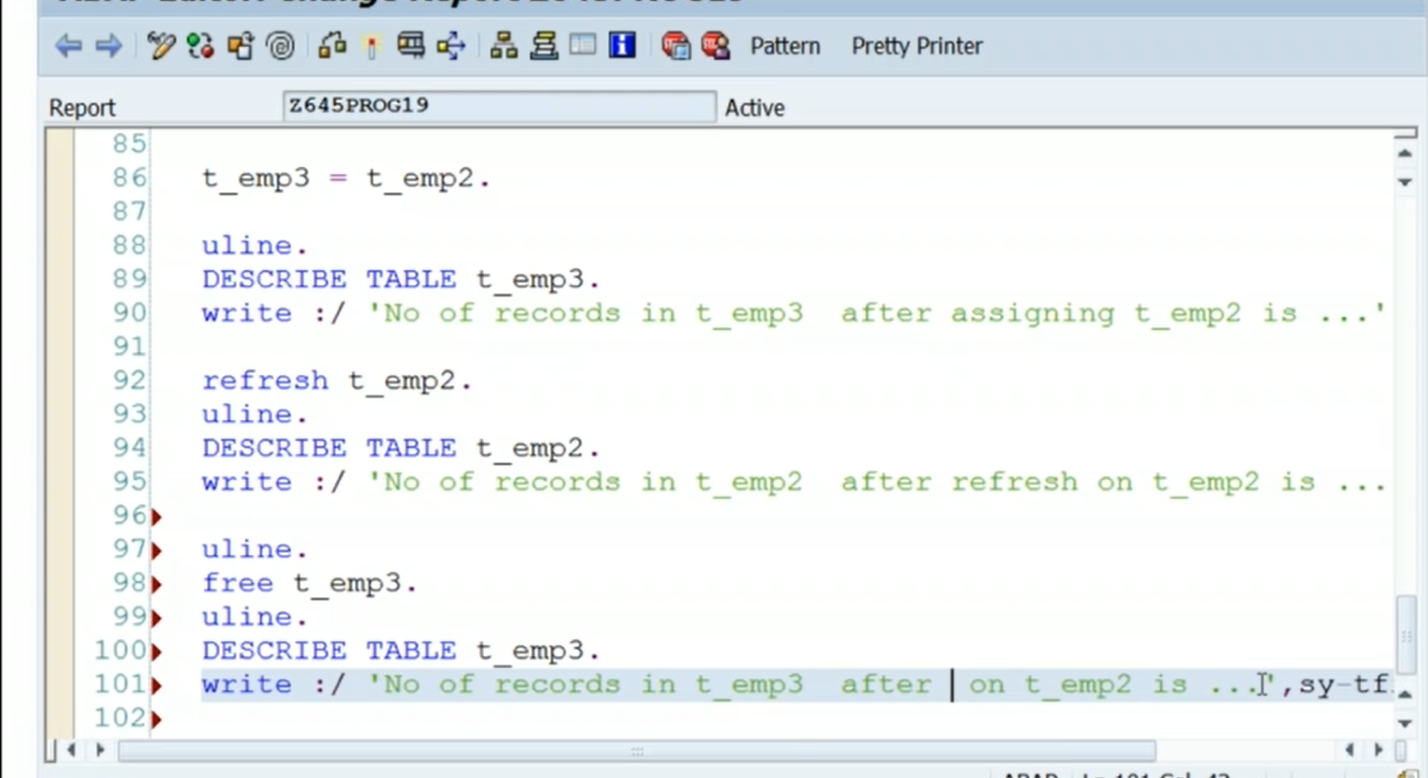 Pattern Pretty Printer
Report Z645PROG19 Active
85
86 t_emp3 = t_emp2.
87
88 uline.
89 DESCRIBE TABLE t_emp3.
90 write :/ 'No of records in t_emp3  after assigning t_emp2 is ...'
91
92 refresh t_emp2.
93 uline.
94 DESCRIBE TABLE t_emp2.
95 write :/ 'No of records in t_emp2  after refresh on t_emp2 is ...
96
97 uline.
98 free t_emp3.
99 uline.
100 DESCRIBE TABLE t_emp3.
101 write :/ 'No of records in t_emp3  after  on t_emp2 is ...',sy-tf
102